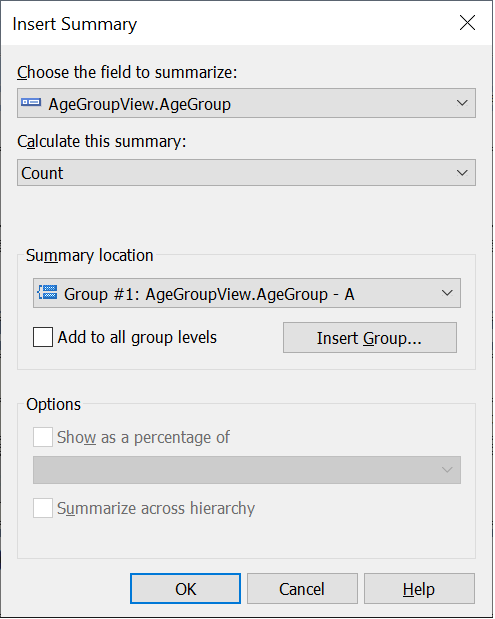 Insert Summary
Choose the field to summarize:
AgeGroupView.AgeGroup
Calculate this summary:
Count
Summary location
Group #1: AgeGroupView.AgeGroup - A
Add to all group levels
Insert Group...
Options
Show as a percentage of
Summarize across hierarchy
OK Cancel Help